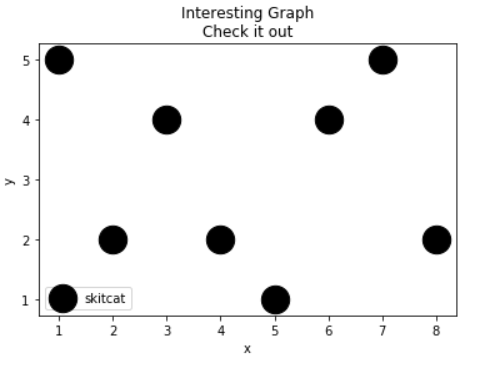 Interesting Graph
Check it out
5
4
3
2
1
y
skitcat
1 2 3 4 5 6 7 8
x